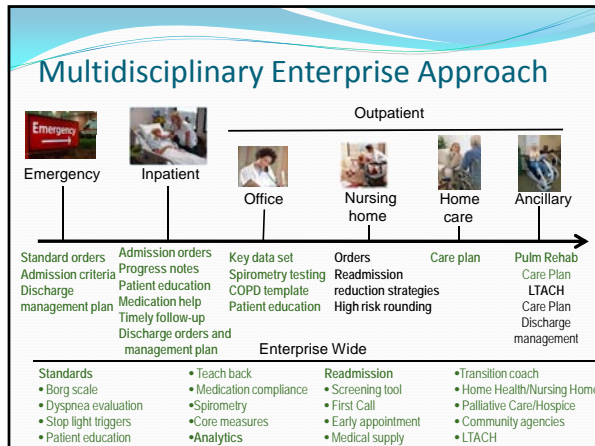 Multidisciplinary Enterprise Approach
Outpatient
Emergency
Emergency
Inpatient
Office
Nursing
home
Home
care
Ancillary
Standard orders
Admission criteria
Discharge
management plan
Admission orders
Progress notes
Patient education
Medication help
Timely follow-up
Discharge orders and
management plan
Key data set
Spirometry testing
COPD template
Patient education
Orders
Readmission
reduction strategies
High risk rounding
Care plan
Pulm Rehab
Care Plan
LTACH
Care Plan
Discharge
management
Enterprise Wide
Standards
• Borg scale
• Dyspnea evaluation
• Stop light triggers
• Patient education
• Teach back
• Medication compliance
•Spirometry
•Core measures
•Analytics
Readmission
• Screening tool
• First Call
• Early appointment
• Medical supply
•Transition coach
•Home Health/Nursing Home
•Palliative Care/Hospice
•Community agencies
•LTACH